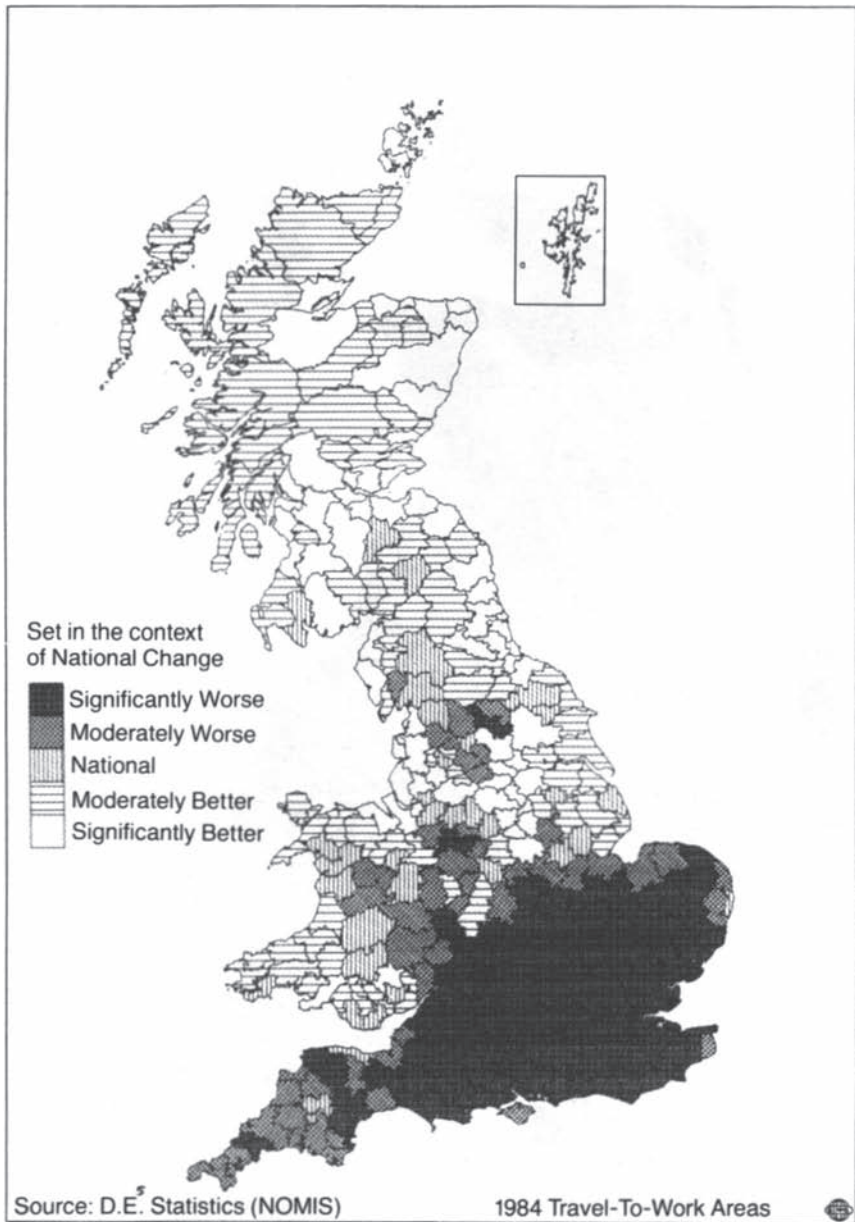 Set in the context
of National Change
Significantly Worse
Moderately Worse
National
Moderately Better
Significantly Better
Source: D.E.ˢ Statistics (NOMIS)
1984 Travel-To-Work Areas